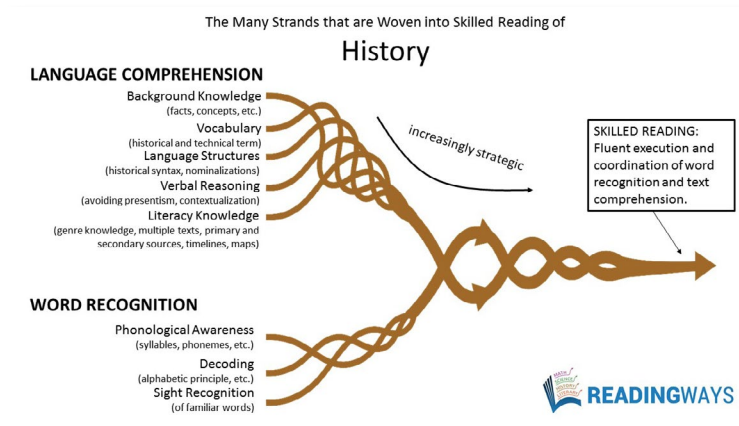 The Many Strands that are Woven into Skilled Reading of
History
LANGUAGE COMPREHENSION
Background Knowledge
(facts, concepts, etc.)
Vocabulary
(historical and technical term)
Language Structures
(historical syntax, nominalizations)
Verbal Reasoning
(avoiding presentism, contextualization)
Literacy Knowledge
(genre knowledge, multiple texts, primary and
secondary sources, timelines, maps)
increasingly strategic
SKILLED READING:
Fluent execution and
coordination of word
recognition and text
comprehension.
WORD RECOGNITION
Phonological Awareness
(syllables, phonemes, etc.)
Decoding
(alphabetic principle, etc.)
Sight Recognition
(of familiar words)
MATH
SCIENCE
HISTORY
READINGWAYS